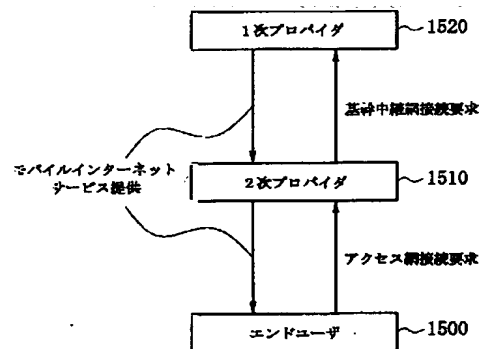 1次プロバイダ
1520
基幹中継網接続要求
モバイルインターネット
サービス提供
2次プロバイダ
1510
アクセス網接続要求
エンドユーザ
1500